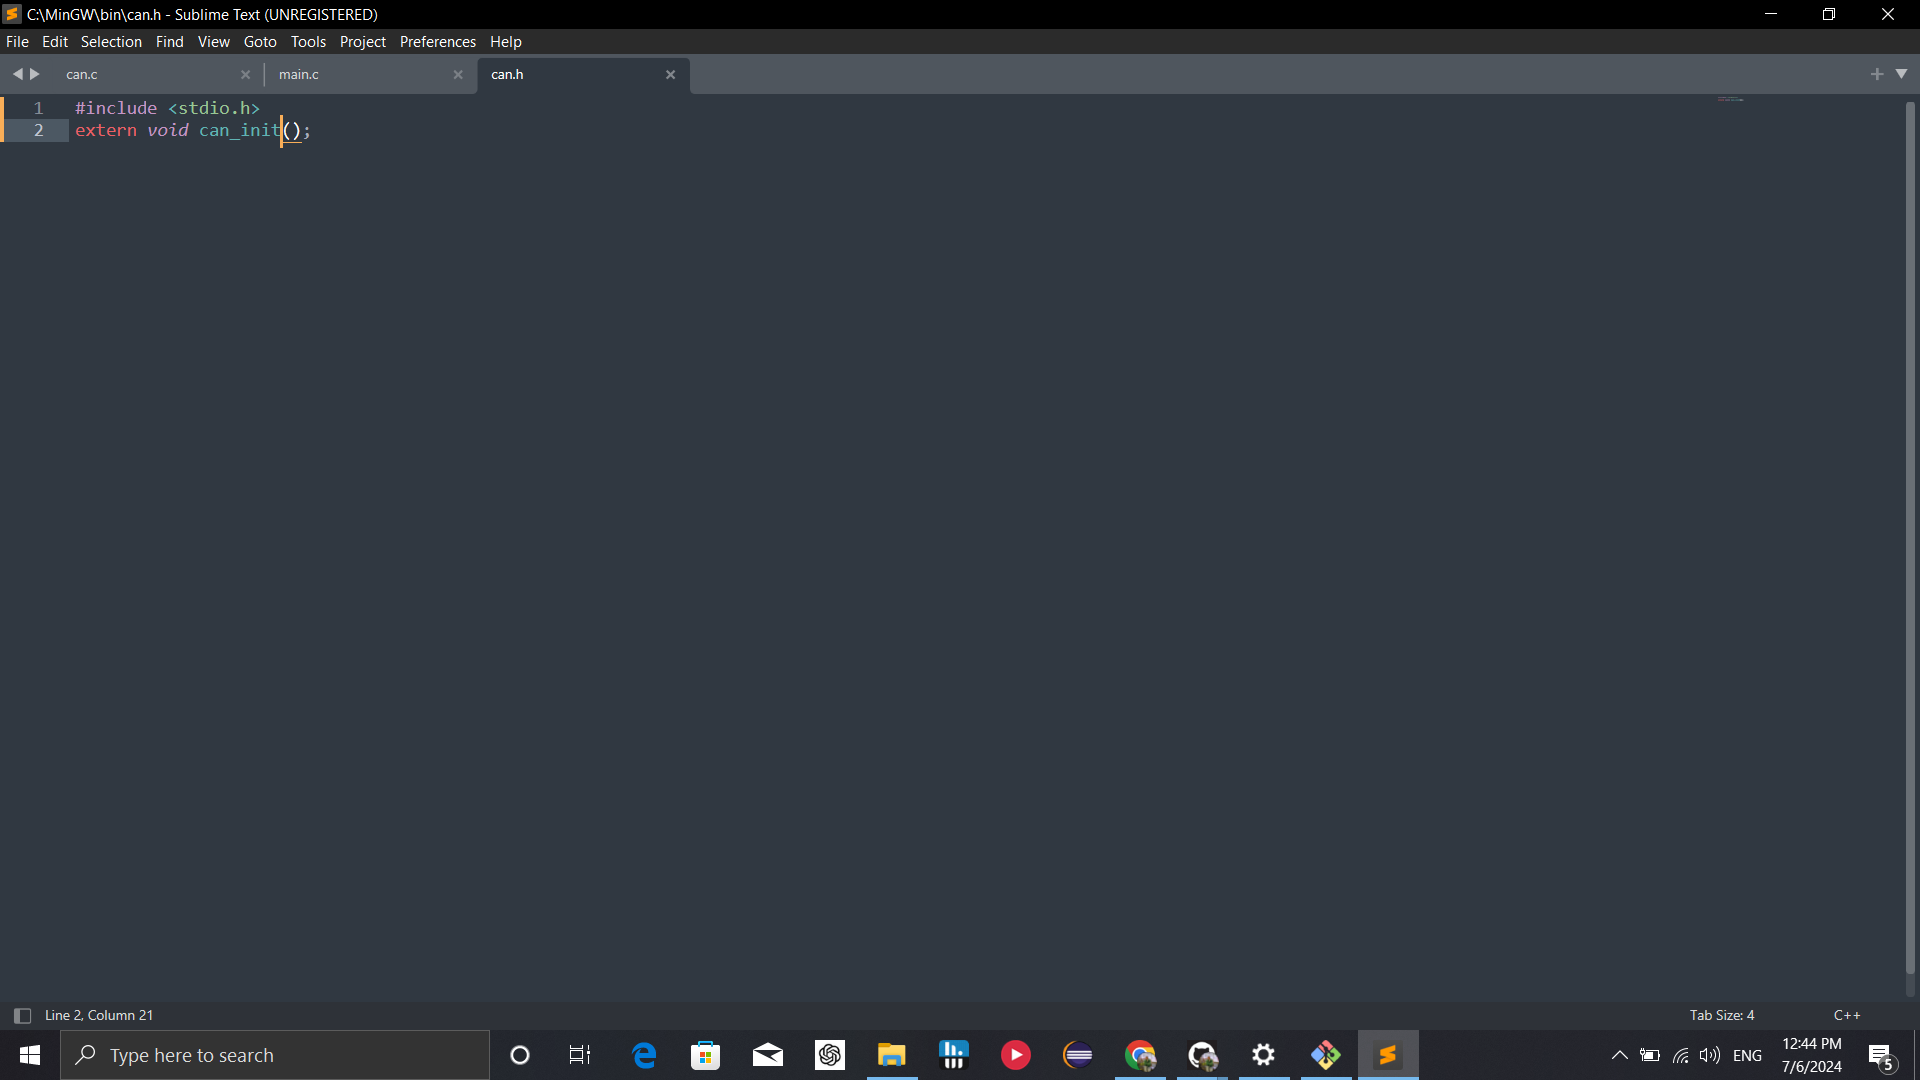 C:\MinGW\bin\can.h - Sublime Text (UNREGISTERED)
File Edit Selection Find View Goto Tools Project Preferences Help
can.c main.c can.h
1 #include <stdio.h>
2 extern void can_init();
Line 2, Column 21 Tab Size: 4 C++
Type here to search
ENG
12:44 PM
7/6/2024
5